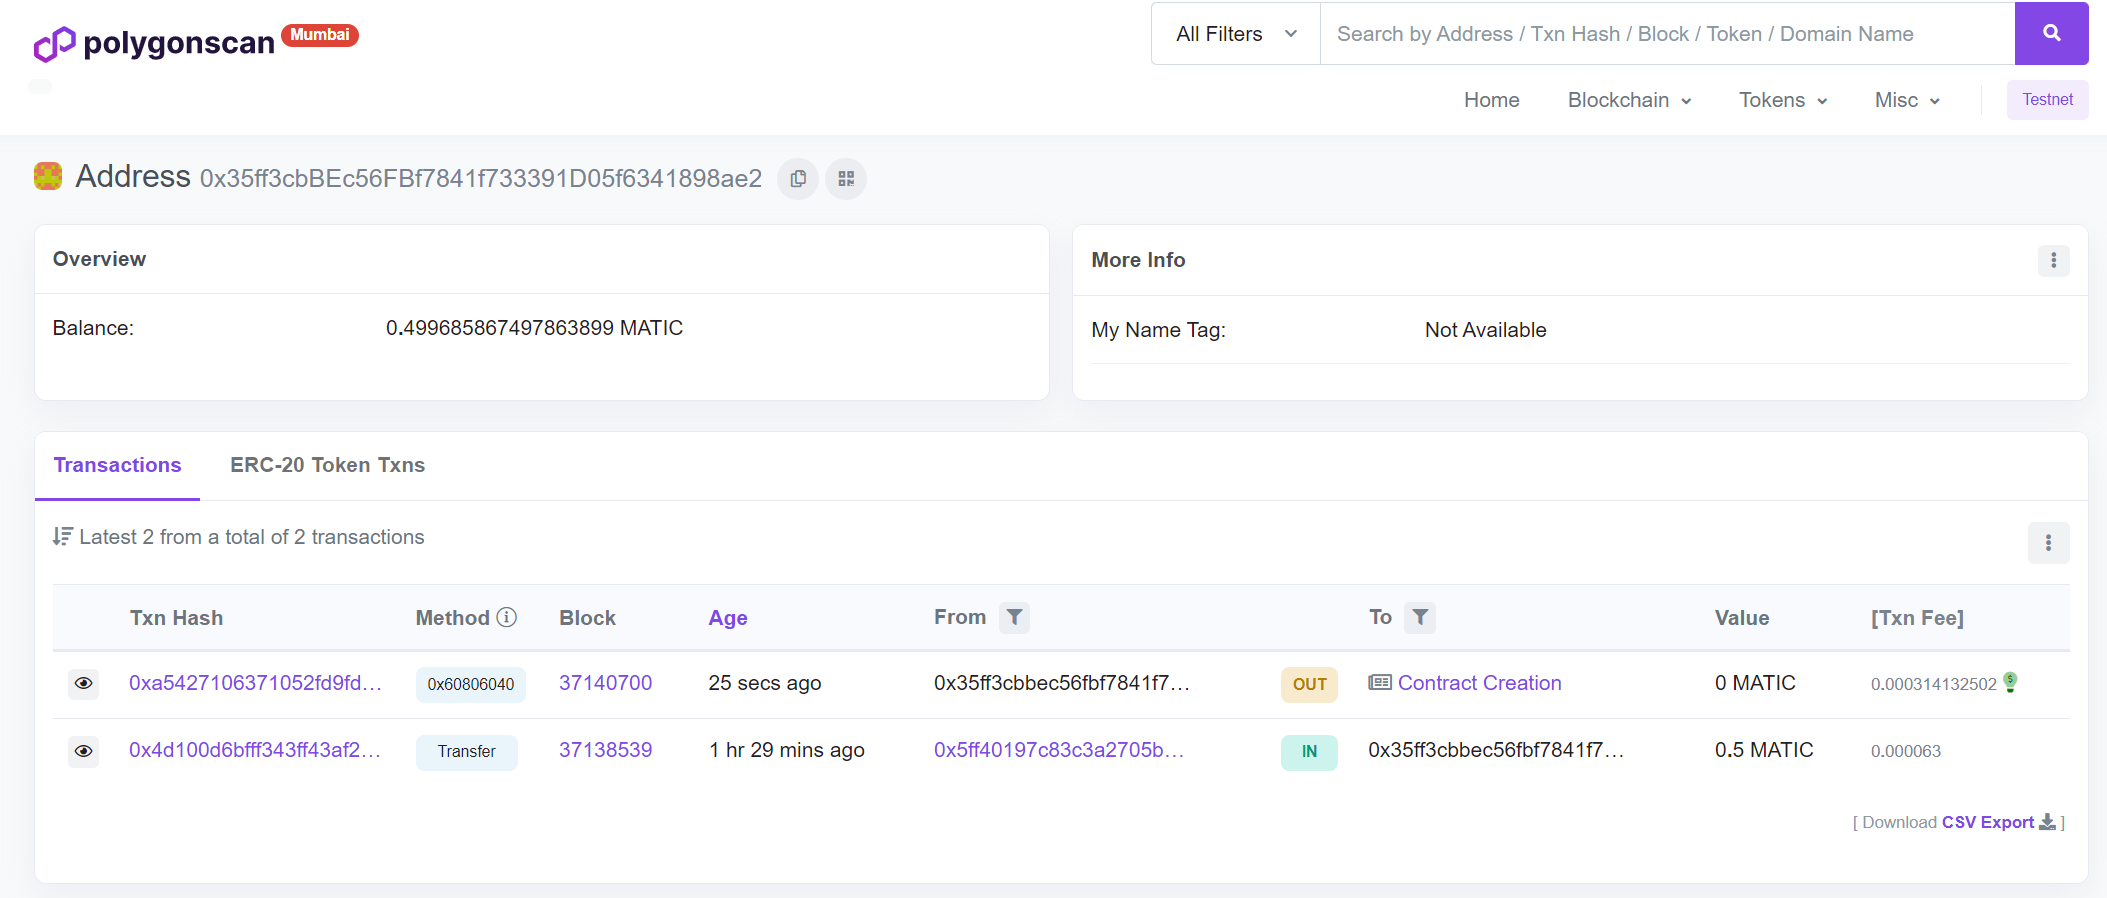 polygonscan Mumbai
All Filters Search by Address / Txn Hash / Block / Token / Domain Name
Home Blockchain Tokens Misc Testnet
Address 0x35ff3cbBEc56FBf7841f733391D05f6341898ae2
Overview
Balance: 0.499685867497863899 MATIC
More Info
My Name Tag: Not Available
Transactions ERC-20 Token Txns
Latest 2 from a total of 2 transactions
Txn Hash Method Block Age From To Value [Txn Fee]
0xa5427106371052fd9fd... 0x60806040 37140700 25 secs ago 0x35ff3cbbec56fbf7841f7... OUT Contract Creation 0 MATIC 0.000314132502
0x4d100d6bfff343ff43af2... Transfer 37138539 1 hr 29 mins ago 0x5ff40197c83c3a2705b... IN 0x35ff3cbbec56fbf7841f7... 0.5 MATIC 0.000063
[ Download CSV Export ]